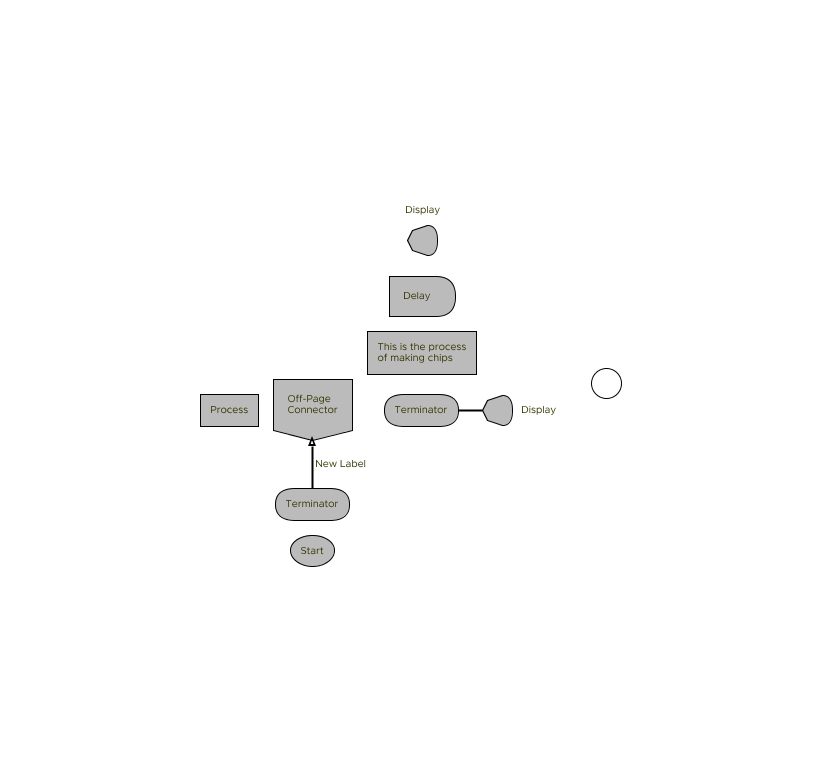 Display
Delay
This is the process
of making chips
Process
Off-Page
Connector
Terminator
Display
New Label
Terminator
Start